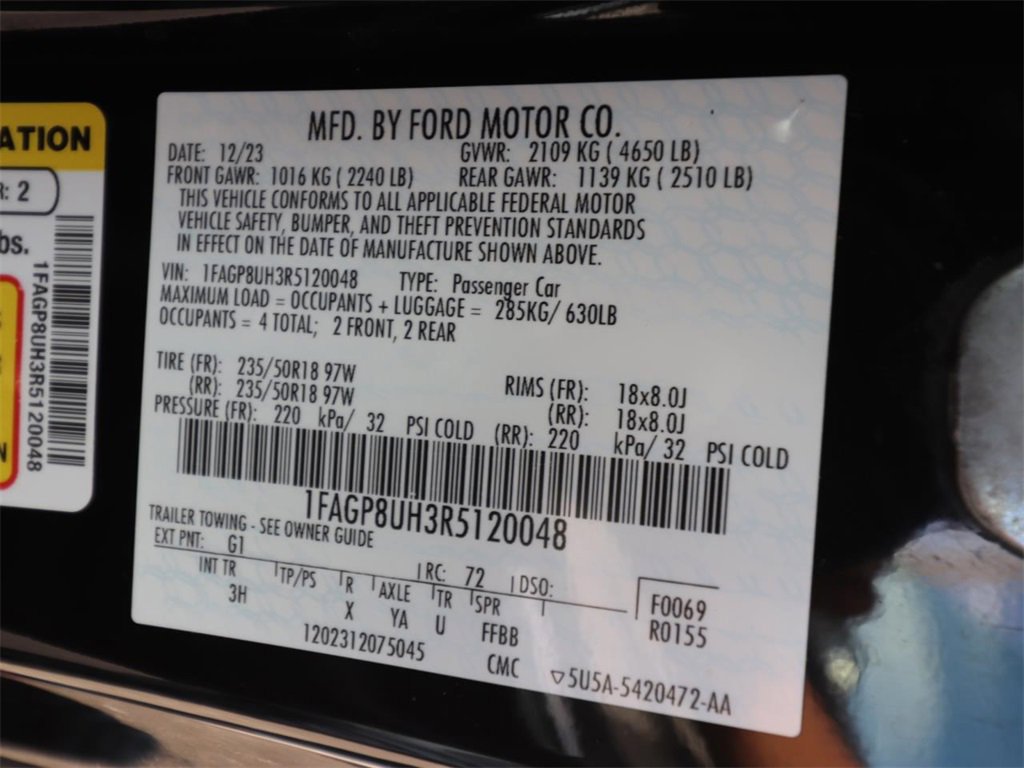 ATION
R: 2
bs.
1FAGP8UH3R5120048
N
MFD. BY FORD MOTOR CO.
DATE: 12/23 GVWR: 2109 KG ( 4650 LB)
FRONT GAWR: 1016 KG ( 2240 LB) REAR GAWR: 1139 KG ( 2510 LB)
THIS VEHICLE CONFORMS TO ALL APPLICABLE FEDERAL MOTOR
VEHICLE SAFETY, BUMPER, AND THEFT PREVENTION STANDARDS
IN EFFECT ON THE DATE OF MANUFACTURE SHOWN ABOVE.
VIN: 1FAGP8UH3R5120048 TYPE: Passenger Car
MAXIMUM LOAD = OCCUPANTS + LUGGAGE = 285KG/ 630LB
OCCUPANTS = 4 TOTAL; 2 FRONT, 2 REAR
TIRE (FR): 235/50R18 97W RIMS (FR): 18x8.0J
(RR): 235/50R18 97W (RR): 18x8.0J
PRESSURE (FR): 220 kPa/ 32 PSI COLD (RR): 220 kPa/ 32 PSI COLD
1FAGP8UH3R5120048
TRAILER TOWING - SEE OWNER GUIDE
EXT PNT: G1 RC: 72 DSO:
INT TR TP/PS R AXLE TR SPR F0069
3H X YA U FFBB R0155
1202312075045 CMC ▽5U5A-5420472-AA